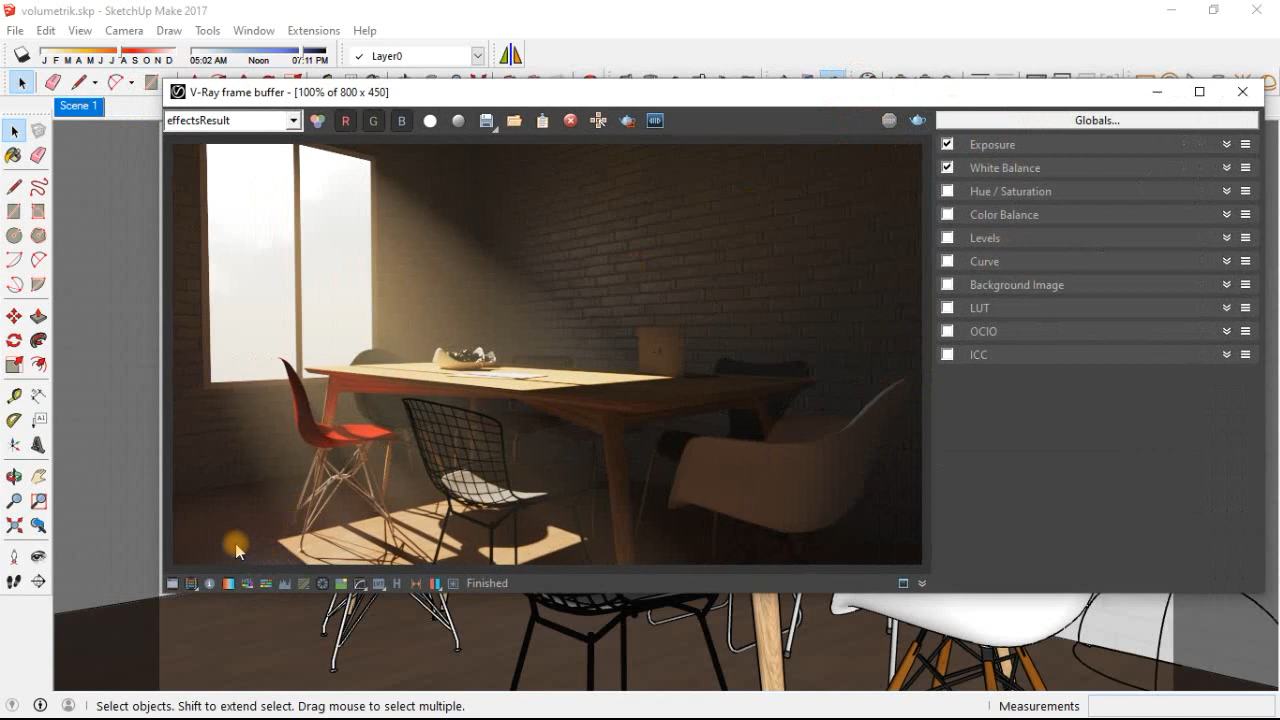 volumetrik.skp - SketchUp Make 2017
File Edit View Camera Draw Tools Window Extensions Help
J F M A M J J A S O N D 05:02 AM Noon 07:11 PM Layer0
V-Ray frame buffer - [100% of 800 x 450]
Scene 1
effectsResult R G B Globals...
Exposure
White Balance
Hue / Saturation
Color Balance
Levels
Curve
Background Image
LUT
OCIO
ICC
H Finished
Select objects. Shift to extend select. Drag mouse to select multiple. Measurements